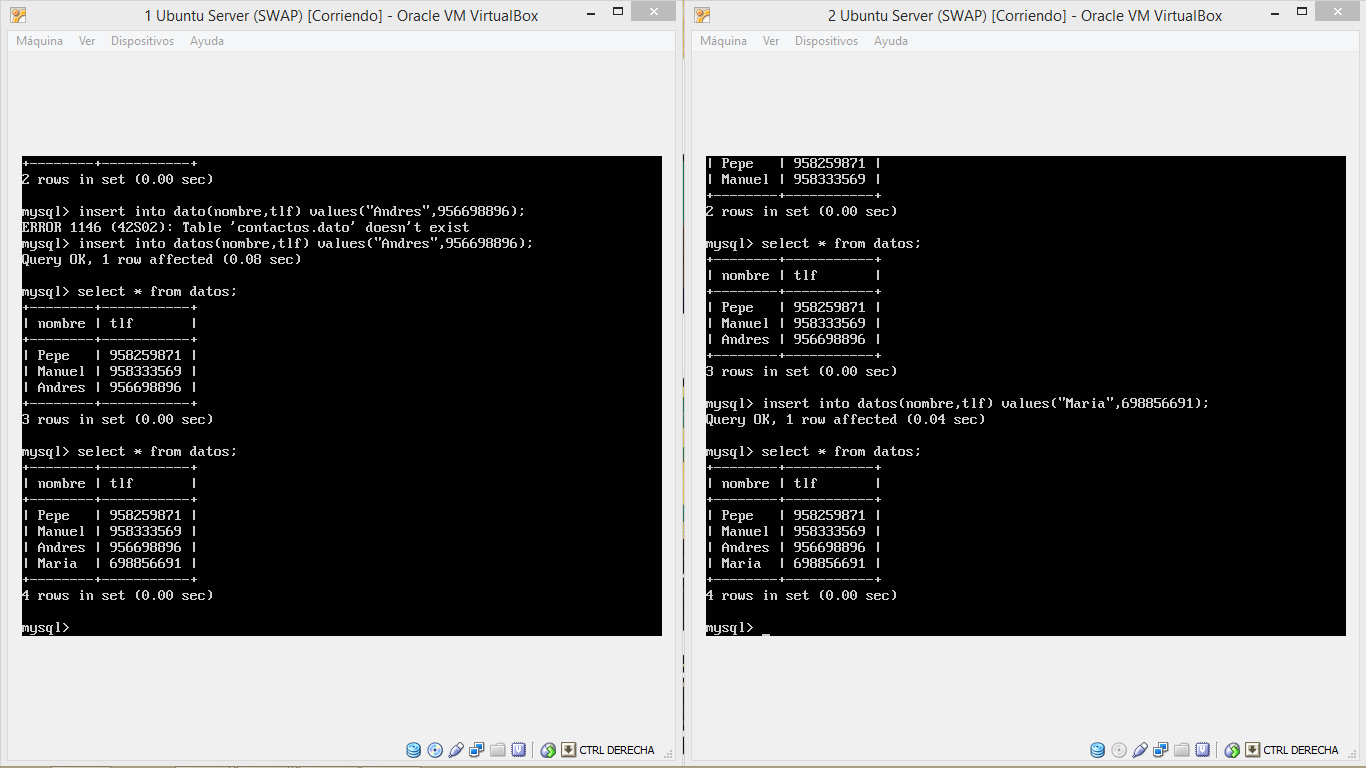 1 Ubuntu Server (SWAP) [Corriendo] - Oracle VM VirtualBox
Máquina Ver Dispositivos Ayuda
+--------+-----------+
2 rows in set (0.00 sec)
mysql> insert into dato(nombre,tlf) values("Andres",956698896);
ERROR 1146 (42S02): Table 'contactos.dato' doesn't exist
mysql> insert into datos(nombre,tlf) values("Andres",956698896);
Query OK, 1 row affected (0.08 sec)
mysql> select * from datos;
+--------+-----------+
| nombre | tlf       |
+--------+-----------+
| Pepe   | 958259871 |
| Manuel | 958333569 |
| Andres | 956698896 |
+--------+-----------+
3 rows in set (0.00 sec)
mysql> select * from datos;
+--------+-----------+
| nombre | tlf       |
+--------+-----------+
| Pepe   | 958259871 |
| Manuel | 958333569 |
| Andres | 956698896 |
| Maria  | 698856691 |
+--------+-----------+
4 rows in set (0.00 sec)
mysql>
CTRL DERECHA
2 Ubuntu Server (SWAP) [Corriendo] - Oracle VM VirtualBox
Máquina Ver Dispositivos Ayuda
| Pepe   | 958259871 |
| Manuel | 958333569 |
+--------+-----------+
2 rows in set (0.00 sec)
mysql> select * from datos;
+--------+-----------+
| nombre | tlf       |
+--------+-----------+
| Pepe   | 958259871 |
| Manuel | 958333569 |
| Andres | 956698896 |
+--------+-----------+
3 rows in set (0.00 sec)
mysql> insert into datos(nombre,tlf) values("Maria",698856691);
Query OK, 1 row affected (0.04 sec)
mysql> select * from datos;
+--------+-----------+
| nombre | tlf       |
+--------+-----------+
| Pepe   | 958259871 |
| Manuel | 958333569 |
| Andres | 956698896 |
| Maria  | 698856691 |
+--------+-----------+
4 rows in set (0.00 sec)
mysql> _
CTRL DERECHA